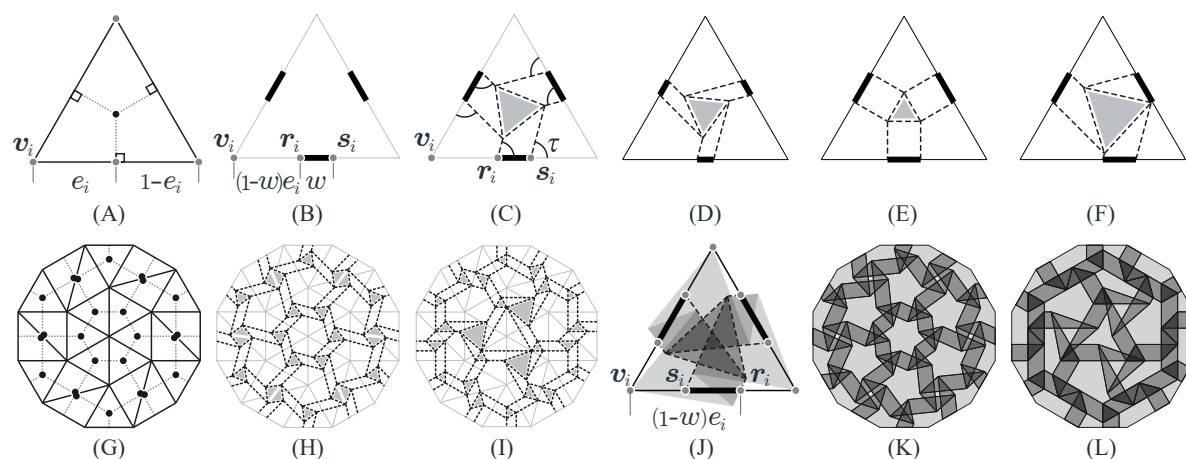 v_i e_i 1-e_i
(A)
v_i r_i s_i
(1-w)e_i w
(B)
v_i r_i s_i τ
(C)
(D)
(E)
(F)
(G)
(H)
(I)
v_i s_i r_i
(1-w)e_i
(J)
(K)
(L)